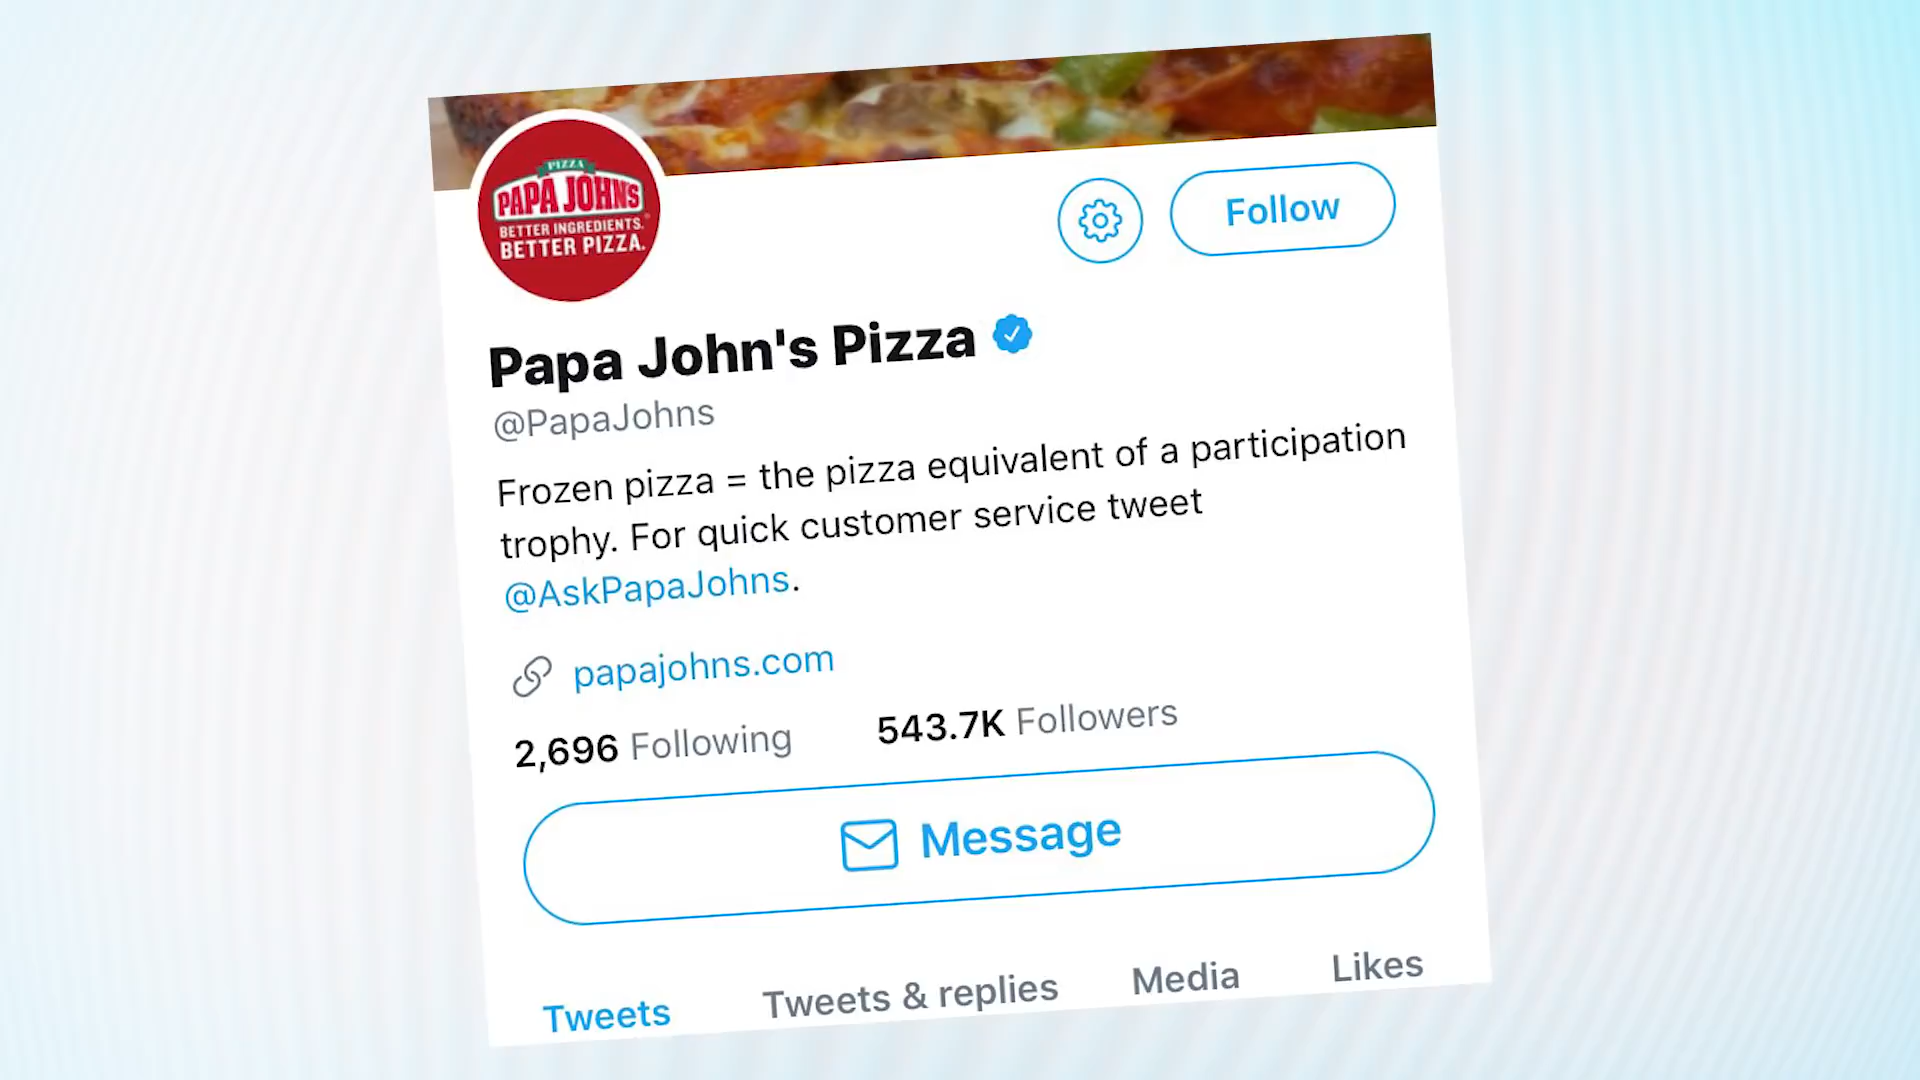 PIZZA
PAPA JOHNS
BETTER INGREDIENTS.
BETTER PIZZA.
Follow
Papa John's Pizza
@PapaJohns
Frozen pizza = the pizza equivalent of a participation
trophy. For quick customer service tweet
@AskPapaJohns.
papajohns.com
2,696 Following 543.7K Followers
Message
Tweets Tweets & replies Media Likes